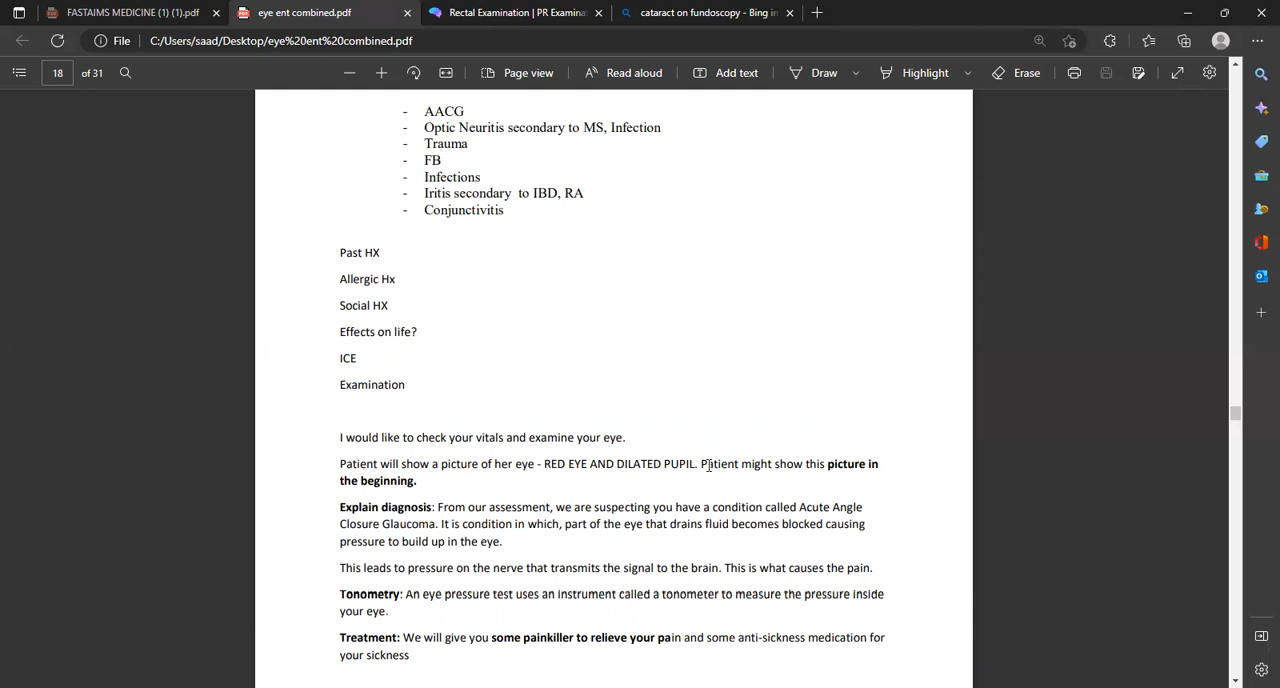 FASTAIMS MEDICINE (1) (1).pdf
eye ent combined.pdf
Rectal Examination | PR Examina
cataract on fundoscopy - Bing in
File
C:/Users/saad/Desktop/eye%20ent%20combined.pdf
18 of 31
Page view
Read aloud
Add text
Draw
Highlight
Erase
- AACG
- Optic Neuritis secondary to MS, Infection
- Trauma
- FB
- Infections
- Iritis secondary to IBD, RA
- Conjunctivitis
Past HX
Allergic Hx
Social HX
Effects on life?
ICE
Examination
I would like to check your vitals and examine your eye.
Patient will show a picture of her eye - RED EYE AND DILATED PUPIL. Patient might show this picture in
the beginning.
Explain diagnosis: From our assessment, we are suspecting you have a condition called Acute Angle
Closure Glaucoma. It is condition in which, part of the eye that drains fluid becomes blocked causing
pressure to build up in the eye.
This leads to pressure on the nerve that transmits the signal to the brain. This is what causes the pain.
Tonometry: An eye pressure test uses an instrument called a tonometer to measure the pressure inside
your eye.
Treatment: We will give you some painkiller to relieve your pain and some anti-sickness medication for
your sickness